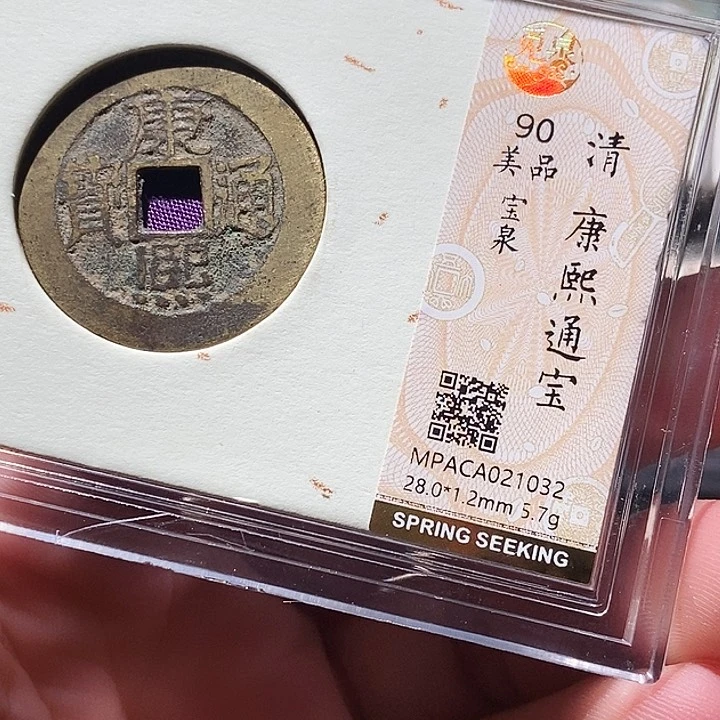 康熙通寶
泉
90
美品
宝泉
清 康熙通宝
MPACA021032
28.0*1.2mm 5.7g
SPRING SEEKING